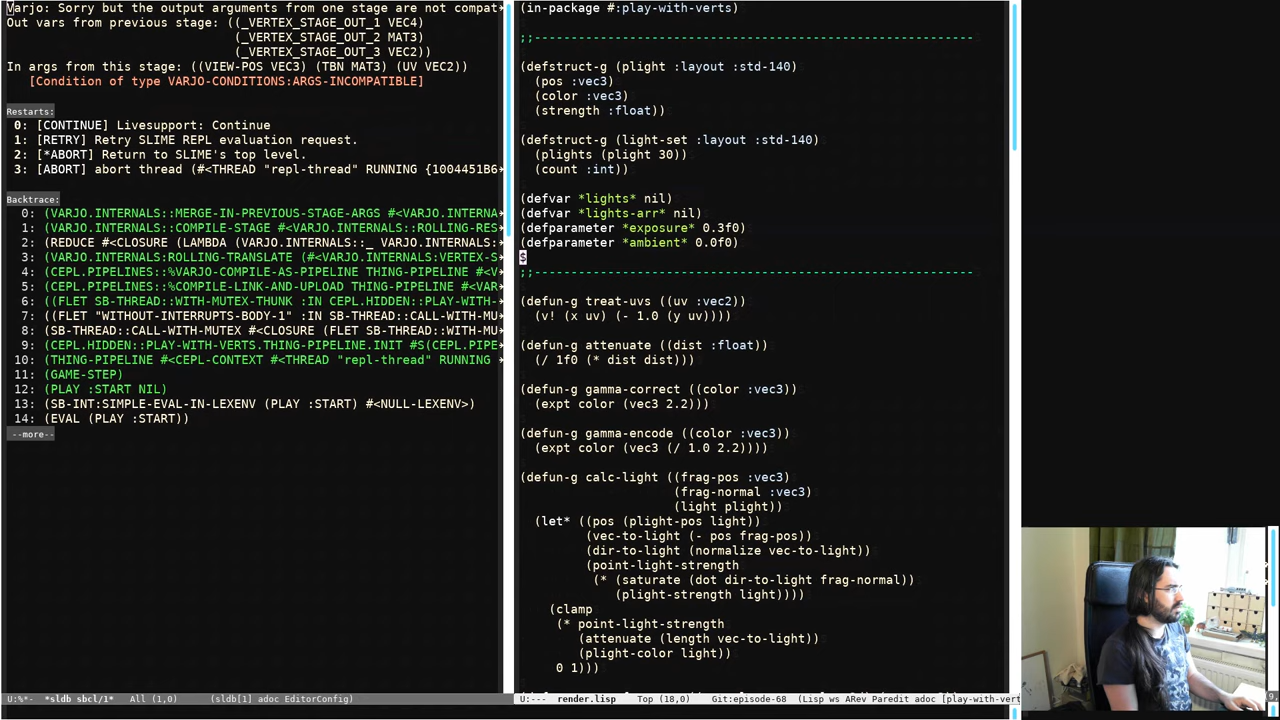 Varjo: Sorry but the output arguments from one stage are not compat
Out vars from previous stage: ((_VERTEX_STAGE_OUT_1 VEC4)
(_VERTEX_STAGE_OUT_2 MAT3)
(_VERTEX_STAGE_OUT_3 VEC2))
In args from this stage: ((VIEW-POS VEC3) (TBN MAT3) (UV VEC2))
[Condition of type VARJO-CONDITIONS:ARGS-INCOMPATIBLE]
Restarts:
0: [CONTINUE] Livesupport: Continue
1: [RETRY] Retry SLIME REPL evaluation request.
2: [*ABORT] Return to SLIME's top level.
3: [ABORT] abort thread (#<THREAD "repl-thread" RUNNING {1004451B6
Backtrace:
0: (VARJO.INTERNALS::MERGE-IN-PREVIOUS-STAGE-ARGS #<VARJO.INTERNA
1: (VARJO.INTERNALS::COMPILE-STAGE #<VARJO.INTERNALS::ROLLING-RES
2: (REDUCE #<CLOSURE (LAMBDA (VARJO.INTERNALS::_ VARJO.INTERNALS:
3: (VARJO.INTERNALS::ROLLING-TRANSLATE (#<VARJO.INTERNALS:VERTEX-S
4: (CEPL.PIPELINES::%VARJO-COMPILE-AS-PIPELINE THING-PIPELINE #<V
5: (CEPL.PIPELINES::%COMPILE-LINK-AND-UPLOAD THING-PIPELINE #<VAR
6: ((FLET SB-THREAD::WITH-MUTEX-THUNK :IN CEPL.HIDDEN::PLAY-WITH-
7: ((FLET "WITHOUT-INTERRUPTS-BODY-1" :IN SB-THREAD::CALL-WITH-MU
8: (SB-THREAD::CALL-WITH-MUTEX #<CLOSURE (FLET SB-THREAD::WITH-MU
9: (CEPL.HIDDEN::PLAY-WITH-VERTS.THING-PIPELINE.INIT #S(CEPL.PIPE
10: (THING-PIPELINE #<CEPL-CONTEXT #<THREAD "repl-thread" RUNNING
11: (GAME-STEP)
12: (PLAY :START NIL)
13: (SB-INT:SIMPLE-EVAL-IN-LEXENV (PLAY :START) #<NULL-LEXENV>)
14: (EVAL (PLAY :START))
--more--
U:%*- *sldb sbcl/1* All (1,0) (sldb[1] adoc EditorConfig)
(in-package #:play-with-verts)
;;------------------------------------------------------------
(defstruct-g (plight :layout :std-140)
(pos :vec3)
(color :vec3)
(strength :float))
(defstruct-g (light-set :layout :std-140)
(plights (plight 30))
(count :int))
(defvar *lights* nil)
(defvar *lights-arr* nil)
(defparameter *exposure* 0.3f0)
(defparameter *ambient* 0.0f0)
$
;;------------------------------------------------------------
(defun-g treat-uvs ((uv :vec2))
(v! (x uv) (- 1.0 (y uv))))
(defun-g attenuate ((dist :float))
(/ 1f0 (* dist dist)))
(defun-g gamma-correct ((color :vec3))
(expt color (vec3 2.2)))
(defun-g gamma-encode ((color :vec3))
(expt color (vec3 (/ 1.0 2.2))))
(defun-g calc-light ((frag-pos :vec3)
(frag-normal :vec3)
(light plight))
(let* ((pos (plight-pos light))
(vec-to-light (- pos frag-pos))
(dir-to-light (normalize vec-to-light))
(point-light-strength
(* (saturate (dot dir-to-light frag-normal))
(plight-strength light))))
(clamp
(* point-light-strength
(attenuate (length vec-to-light))
(plight-color light))
0 1)))
U:--- render.lisp Top (18,0) Git:episode-68 (Lisp ws ARev Paredit adoc [play-with-vert